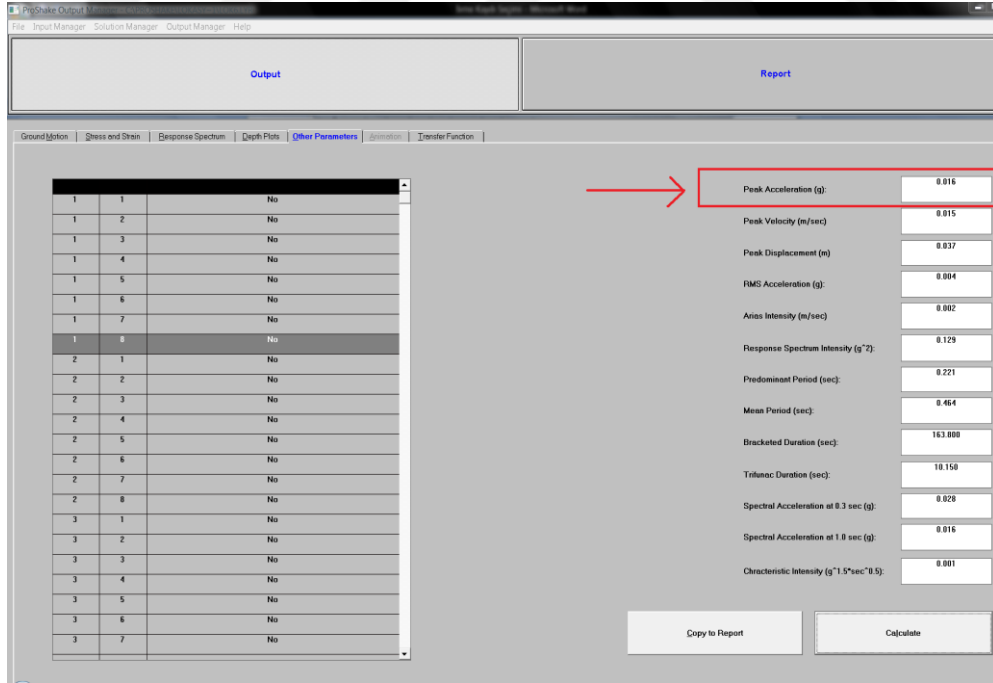 ProShake Output Manager
File Input Manager Solution Manager Output Manager Help
Output
Report
Ground Motion Stress and Strain Response Spectrum Depth Plots Other Parameters Animation Transfer Function
1 1 No
1 2 No
1 3 No
1 4 No
1 5 No
1 6 No
1 7 No
1 8 No
2 1 No
2 2 No
2 3 No
2 4 No
2 5 No
2 6 No
2 7 No
2 8 No
3 1 No
3 2 No
3 3 No
3 4 No
3 5 No
3 6 No
3 7 No
Peak Acceleration (g): 0.016
Peak Velocity (m/sec) 0.015
Peak Displacement (m) 0.037
RMS Acceleration (g): 0.004
Arias Intensity (m/sec) 0.002
Response Spectrum Intensity (g^2): 0.129
Predominant Period (sec): 0.221
Mean Period (sec): 0.464
Bracketed Duration (sec): 163.800
Trifunac Duration (sec): 10.150
Spectral Acceleration at 0.3 sec (g): 0.028
Spectral Acceleration at 1.0 sec (g): 0.016
Chracteristic Intensity (g^1.5*sec^0.5): 0.001
Copy to Report
Calculate